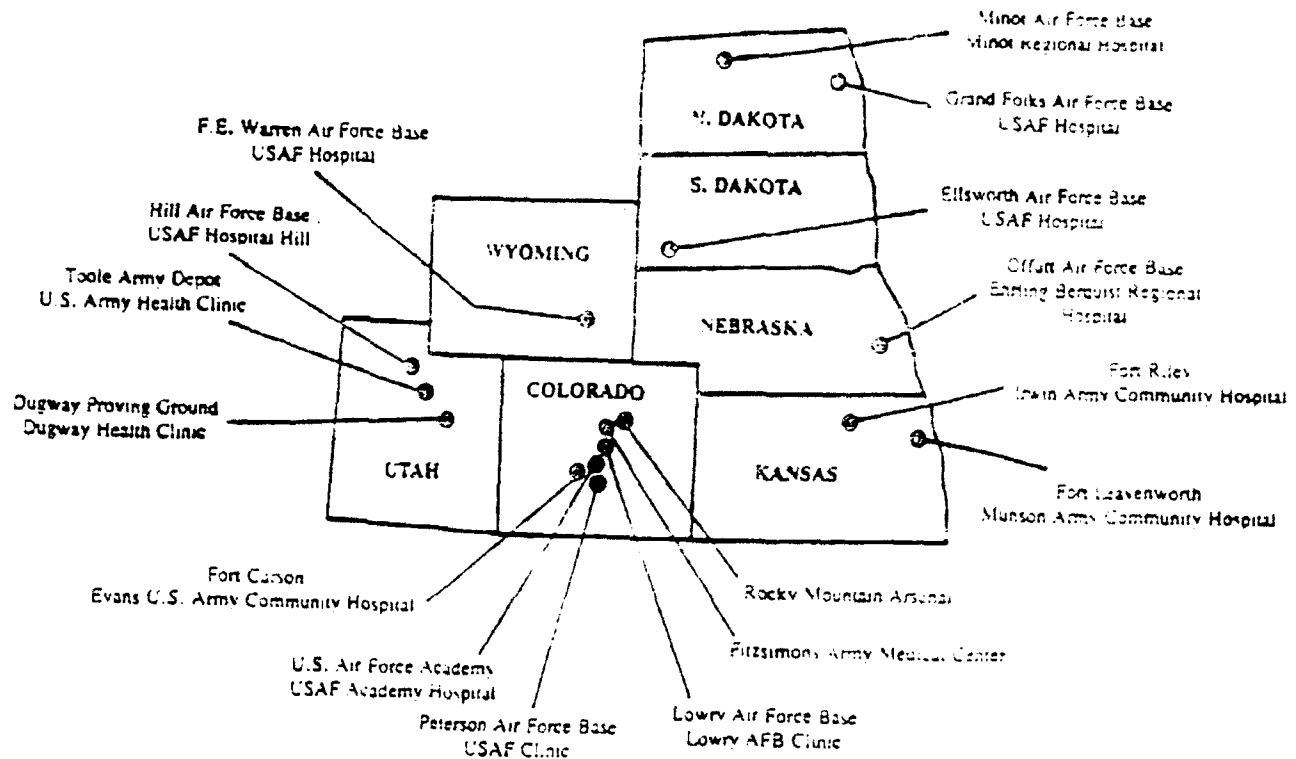 Minot Air Force Base
Minot Regional Hospital
Grand Forks Air Force Base
USAF Hospital
N. DAKOTA
F.E. Warren Air Force Base
USAF Hospital
S. DAKOTA
Ellsworth Air Force Base
USAF Hospital
Hill Air Force Base
USAF Hospital Hill
WYOMING
Toole Army Depot
U.S. Army Health Clinic
Offutt Air Force Base
Ehrling Berquist Regional
Hospital
NEBRASKA
Fort Riley
Irwin Army Community Hospital
COLORADO
Dugway Proving Ground
Dugway Health Clinic
UTAH
KANSAS
Fort Leavenworth
Munson Army Community Hospital
Fort Carson
Evans U.S. Army Community Hospital
Rocky Mountain Arsenal
Fitzsimons Army Medical Center
U.S. Air Force Academy
USAF Academy Hospital
Peterson Air Force Base
USAF Clinic
Lowry Air Force Base
Lowry AFB Clinic